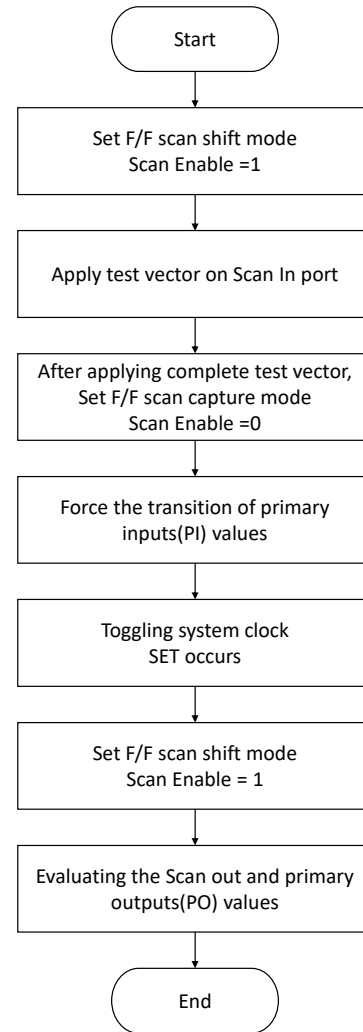 Start
Set F/F scan shift mode
Scan Enable =1
Apply test vector on Scan In port
After applying complete test vector,
Set F/F scan capture mode
Scan Enable =0
Force the transition of primary
inputs(PI) values
Toggling system clock
SET occurs
Set F/F scan shift mode
Scan Enable = 1
Evaluating the Scan out and primary
outputs(PO) values
End